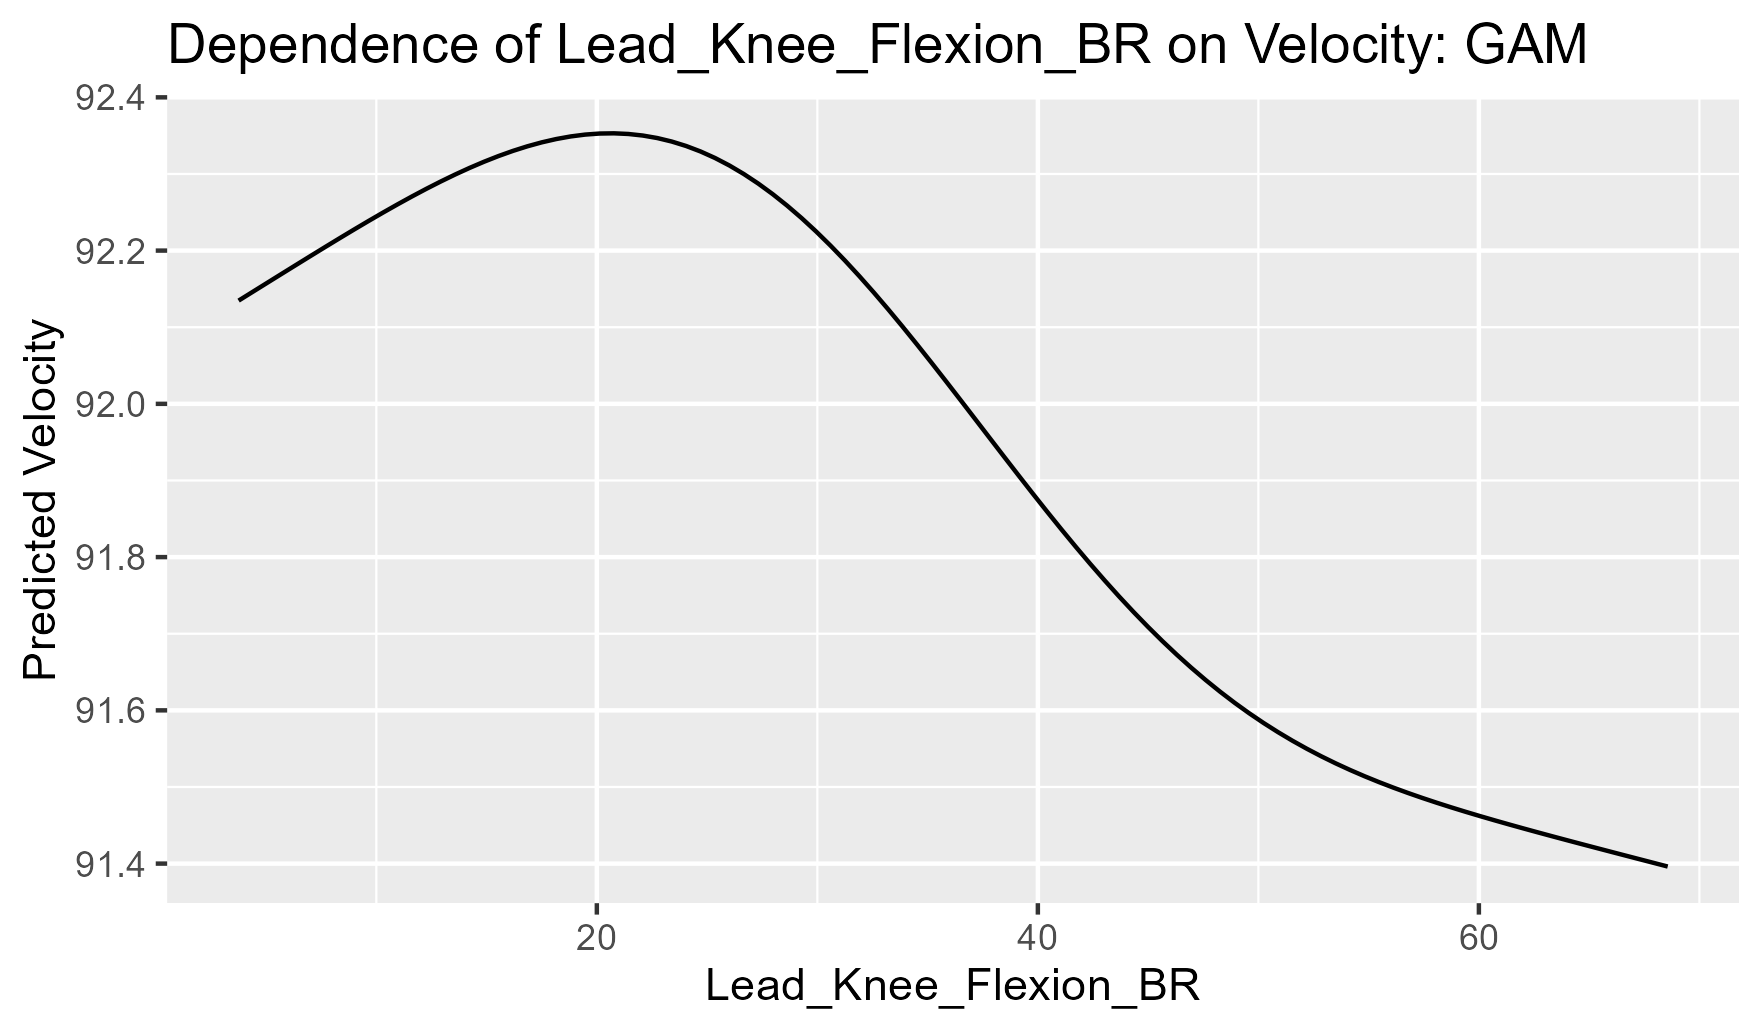 Dependence of Lead_Knee_Flexion_BR on Velocity: GAM
Predicted Velocity
92.4
92.2
92.0
91.8
91.6
91.4
20 40 60
Lead_Knee_Flexion_BR